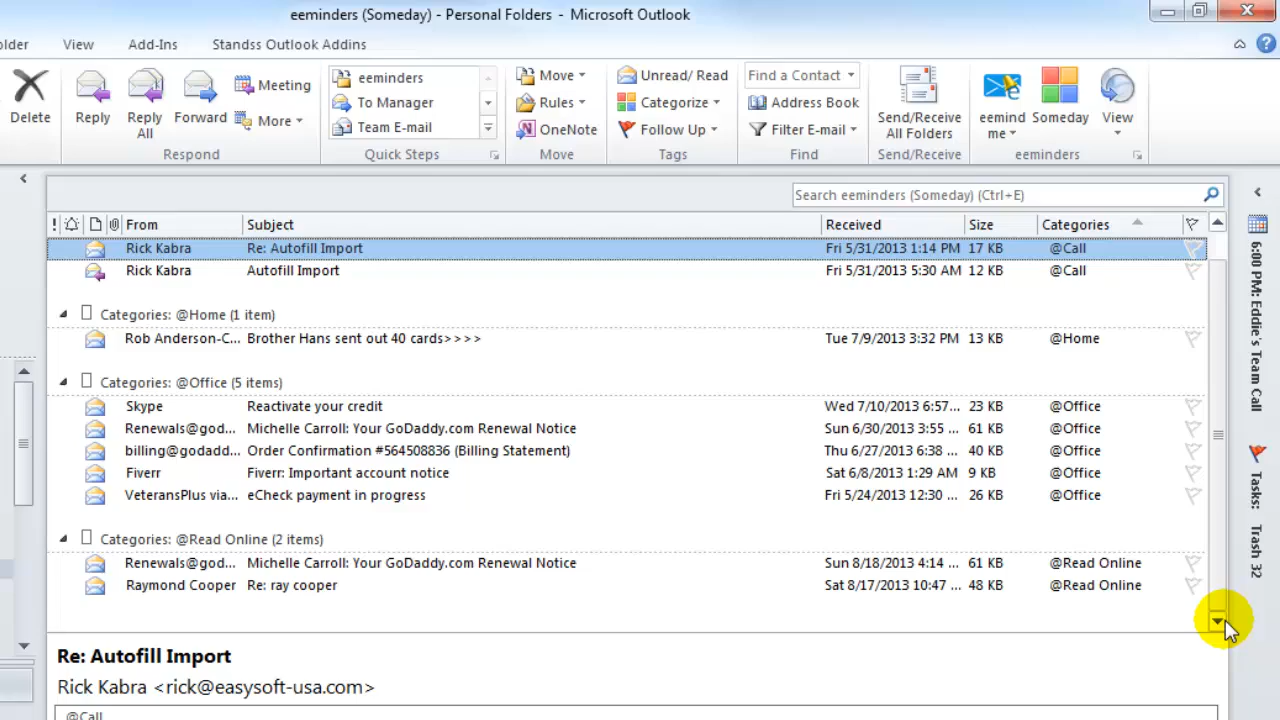 eeminders (Someday) - Personal Folders - Microsoft Outlook
older View Add-Ins Standss Outlook Addins
Delete
Reply
Reply All
Forward
Meeting
More
Respond
eeminders
To Manager
Team E-mail
Quick Steps
Move
Rules
OneNote
Move
Unread/ Read
Categorize
Follow Up
Tags
Find a Contact
Address Book
Filter E-mail
Find
Send/Receive All Folders
Send/Receive
eemind me
Someday
View
eeminders
Search eeminders (Someday) (Ctrl+E)
! From Subject Received Size Categories
Rick Kabra Re: Autofill Import Fri 5/31/2013 1:14 PM 17 KB @Call
Rick Kabra Autofill Import Fri 5/31/2013 5:30 AM 12 KB @Call
Categories: @Home (1 item)
Rob Anderson-C... Brother Hans sent out 40 cards>>>> Tue 7/9/2013 3:32 PM 13 KB @Home
Categories: @Office (5 items)
Skype Reactivate your credit Wed 7/10/2013 6:57... 23 KB @Office
Renewals@god... Michelle Carroll: Your GoDaddy.com Renewal Notice Sun 6/30/2013 3:55 ... 61 KB @Office
billing@godadd... Order Confirmation #564508836 (Billing Statement) Thu 6/27/2013 6:38 ... 40 KB @Office
Fiverr Fiverr: Important account notice Sat 6/8/2013 1:29 AM 9 KB @Office
VeteransPlus via... eCheck payment in progress Fri 5/24/2013 12:30 ... 26 KB @Office
Categories: @Read Online (2 items)
Renewals@god... Michelle Carroll: Your GoDaddy.com Renewal Notice Sun 8/18/2013 4:14 ... 61 KB @Read Online
Raymond Cooper Re: ray cooper Sat 8/17/2013 10:47 ... 48 KB @Read Online
Re: Autofill Import
Rick Kabra <rick@easysoft-usa.com>
@Call
6:00 PM: Eddie's Team Call
Tasks: Trash 32